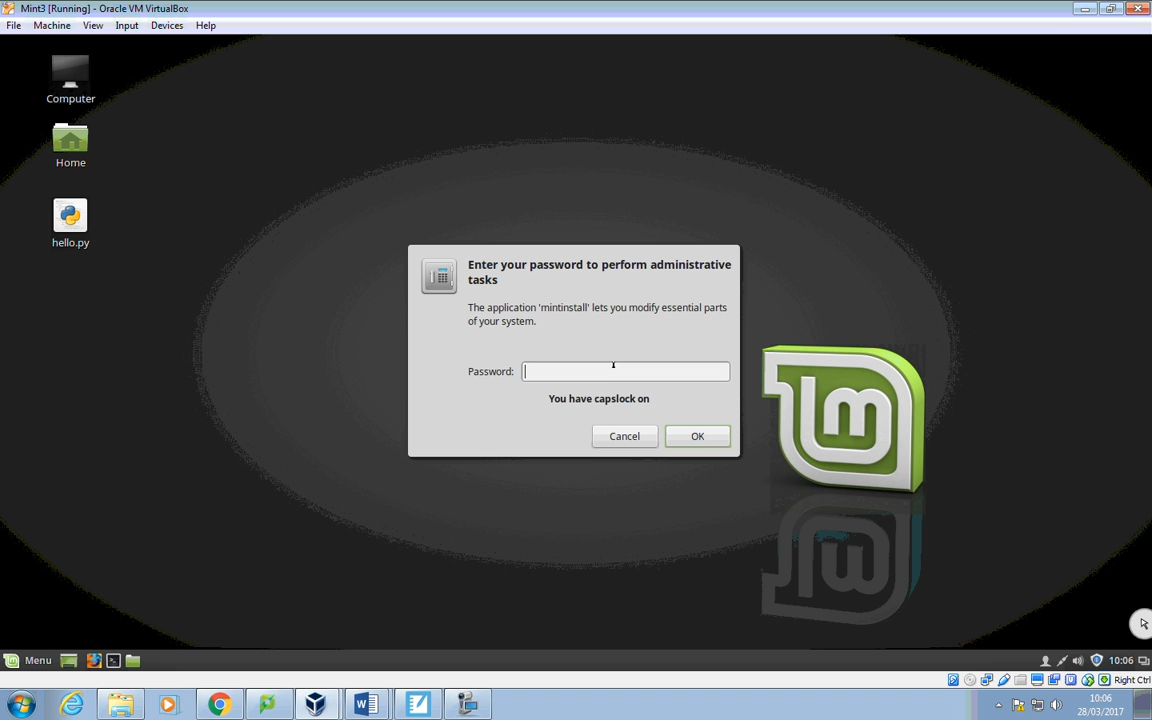 Mint3 [Running] - Oracle VM VirtualBox
File Machine View Input Devices Help
Computer
Home
hello.py
Enter your password to perform administrative
tasks
The application 'mintinstall' lets you modify essential parts
of your system.
Password:
You have capslock on
Cancel OK
lm
Menu
10:06
Right Ctrl
10:06
28/03/2017